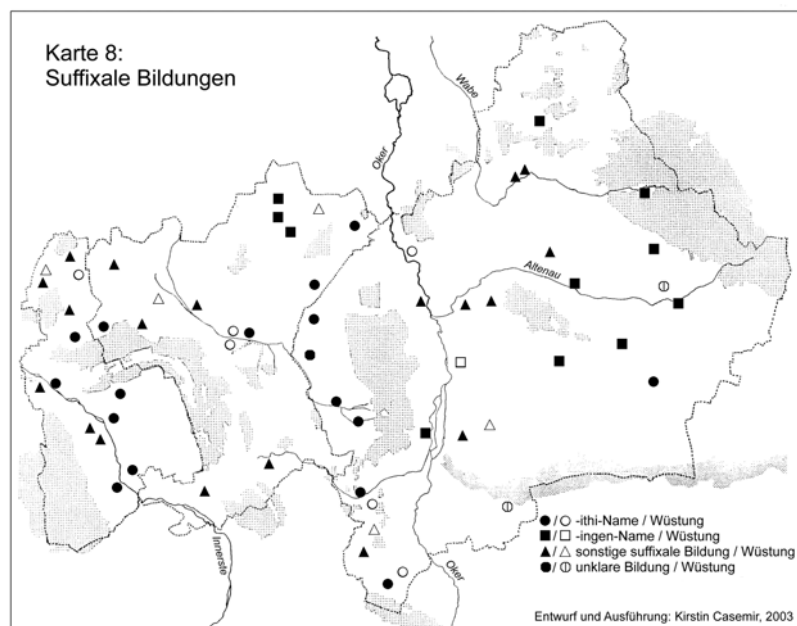 Karte 8:
Suffixale Bildungen
Wabe
Oker
Altenau
Innerste
Oker
●/○ -ithi-Name / Wüstung
■/□ -ingen-Name / Wüstung
▲/△ sonstige suffixale Bildung / Wüstung
●/⦶ unklare Bildung / Wüstung
Entwurf und Ausführung: Kirstin Casemir, 2003